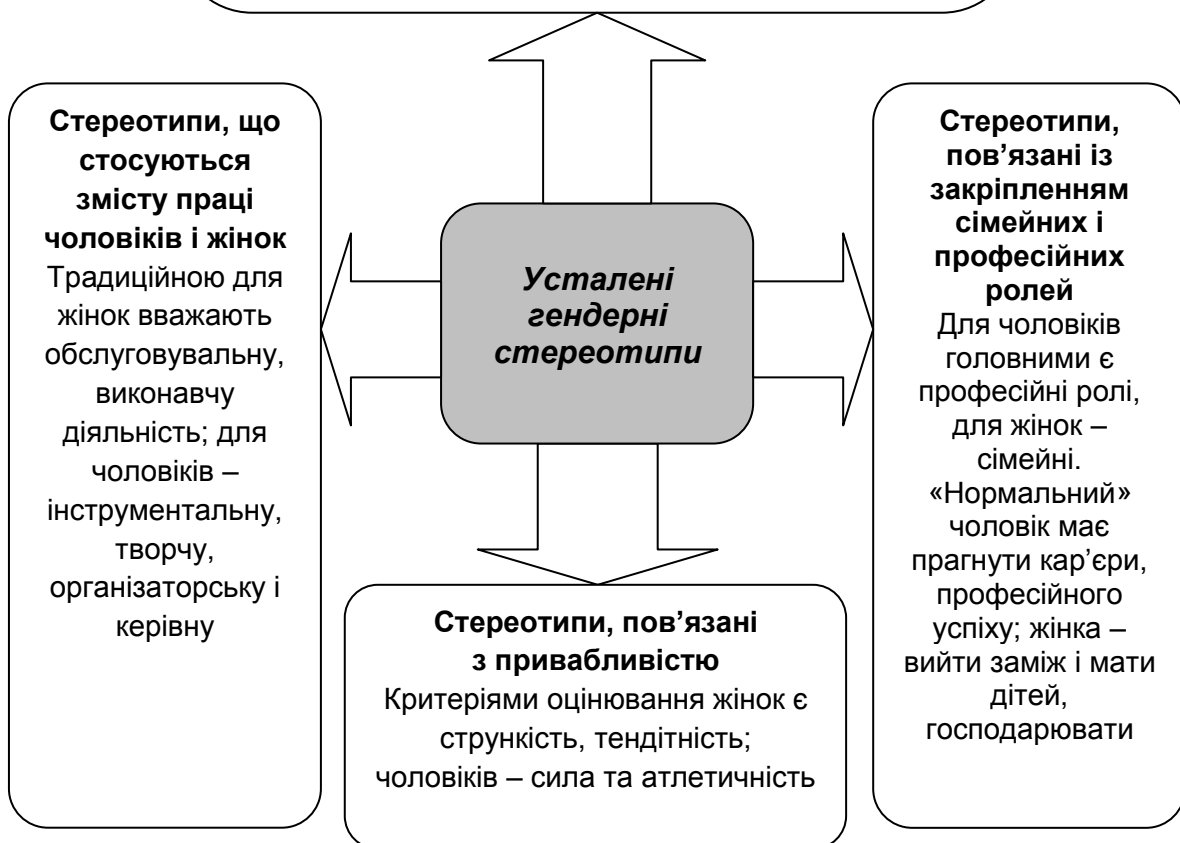 Стереотипи, що
стосуються
змісту праці
чоловіків і жінок
Традиційною для
жінок вважають
обслуговувальну,
виконавчу
діяльність; для
чоловіків –
інструментальну,
творчу,
організаторську і
керівну
Усталені
гендерні
стереотипи
Стереотипи,
пов’язані із
закріпленням
сімейних і
професійних
ролей
Для чоловіків
головними є
професійні ролі,
для жінок –
сімейні.
«Нормальний»
чоловік має
прагнути кар’єри,
професійного
успіху; жінка –
вийти заміж і мати
дітей,
господарювати
Стереотипи, пов’язані
з привабливістю
Критеріями оцінювання жінок є
стрункість, тендітність;
чоловіків – сила та атлетичність